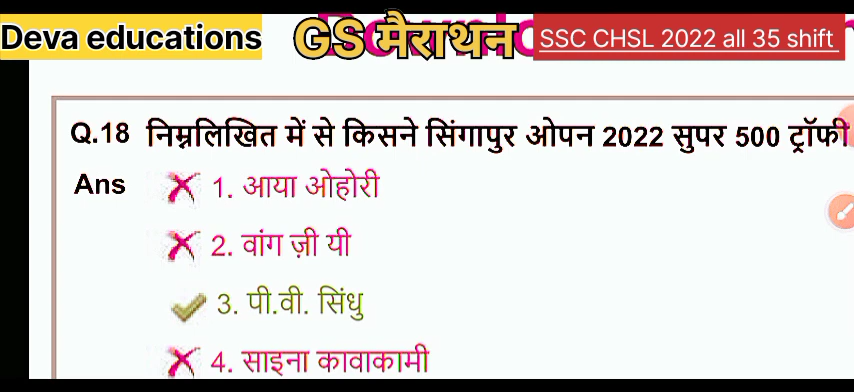 Deva educations GS मैराथन SSC CHSL 2022 all 35 shift
Q.18 निम्नलिखित में से किसने सिंगापुर ओपन 2022 सुपर 500 ट्रॉफी
Ans 1. आया ओहोरी
2. वांग ज़ी यी
3. पी.वी. सिंधु
4. साइना कावाकामी